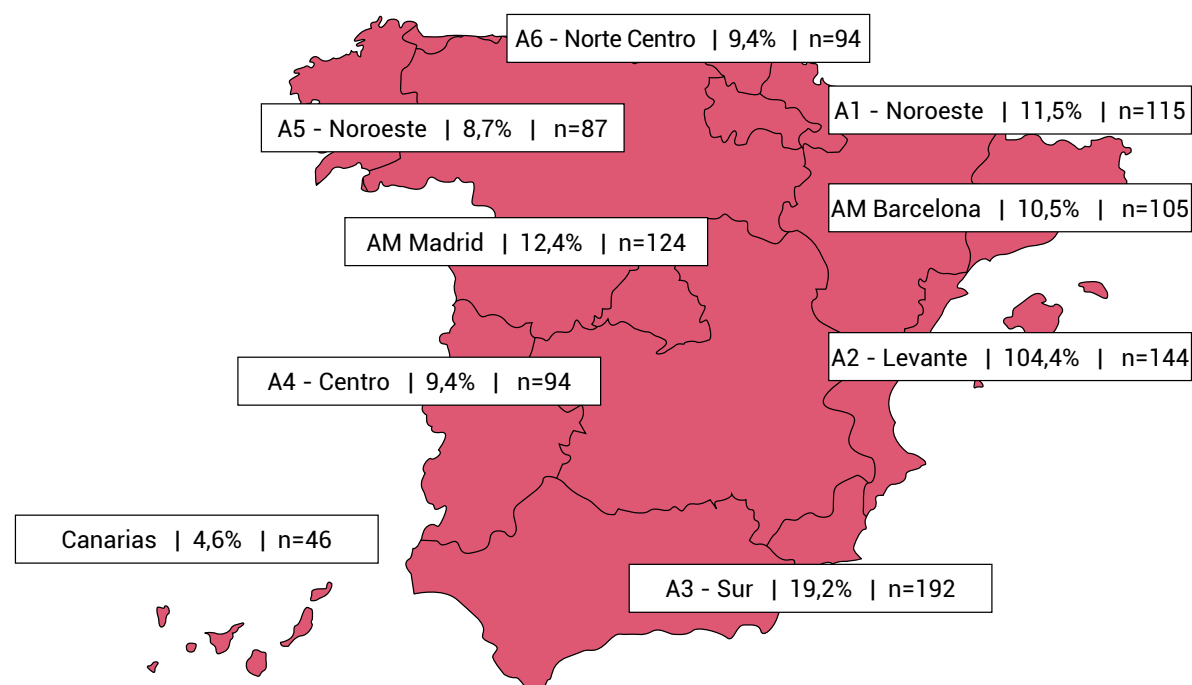 A6 - Norte Centro | 9,4% | n=94
A1 - Noroeste | 11,5% | n=115
A5 - Noroeste | 8,7% | n=87
AM Barcelona | 10,5% | n=105
AM Madrid | 12,4% | n=124
A2 - Levante | 104,4% | n=144
A4 - Centro | 9,4% | n=94
Canarias | 4,6% | n=46
A3 - Sur | 19,2% | n=192